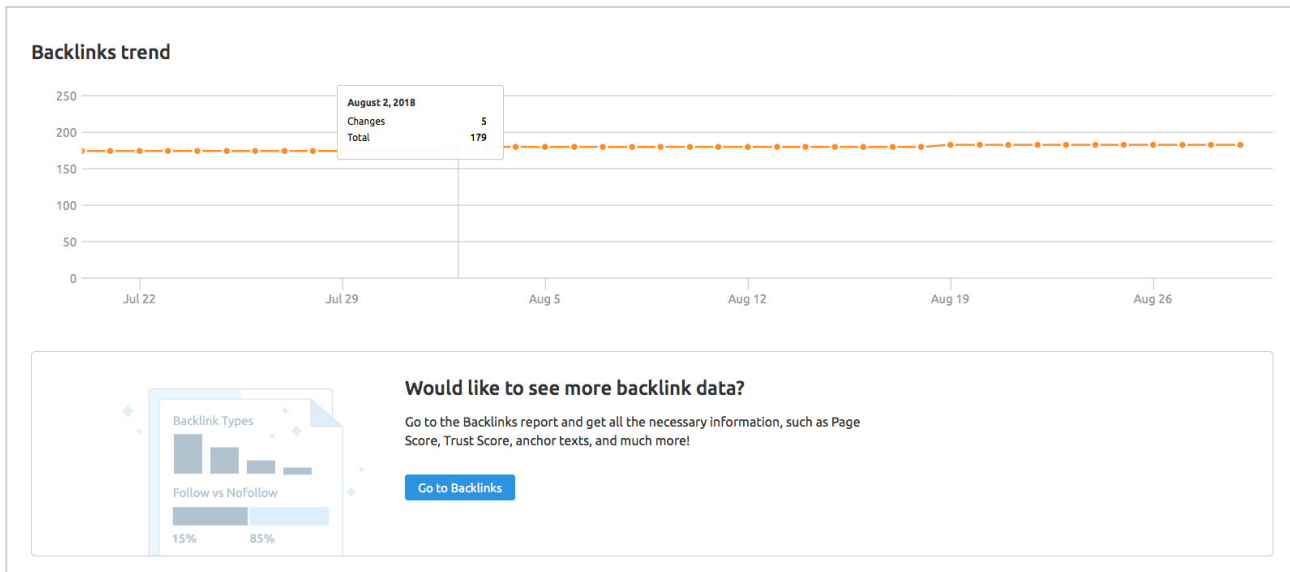 Backlinks trend
250
200
150
100
50
0
August 2, 2018
Changes 5
Total 179
Jul 22 Jul 29 Aug 5 Aug 12 Aug 19 Aug 26
Backlink Types
Follow vs Nofollow
15% 85%
Would like to see more backlink data?
Go to the Backlinks report and get all the necessary information, such as Page
Score, Trust Score, anchor texts, and much more!
Go to Backlinks